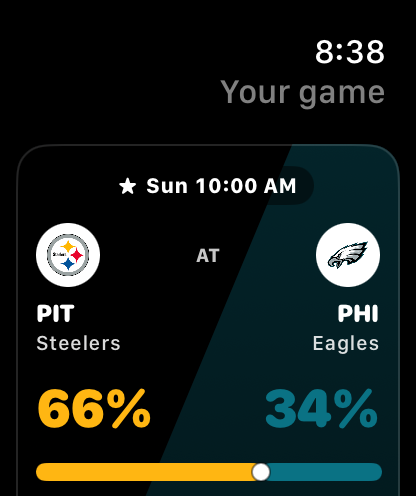 8:38
Your game
★ Sun 10:00 AM
AT
PIT
PHI
Steelers
Eagles
66%
34%